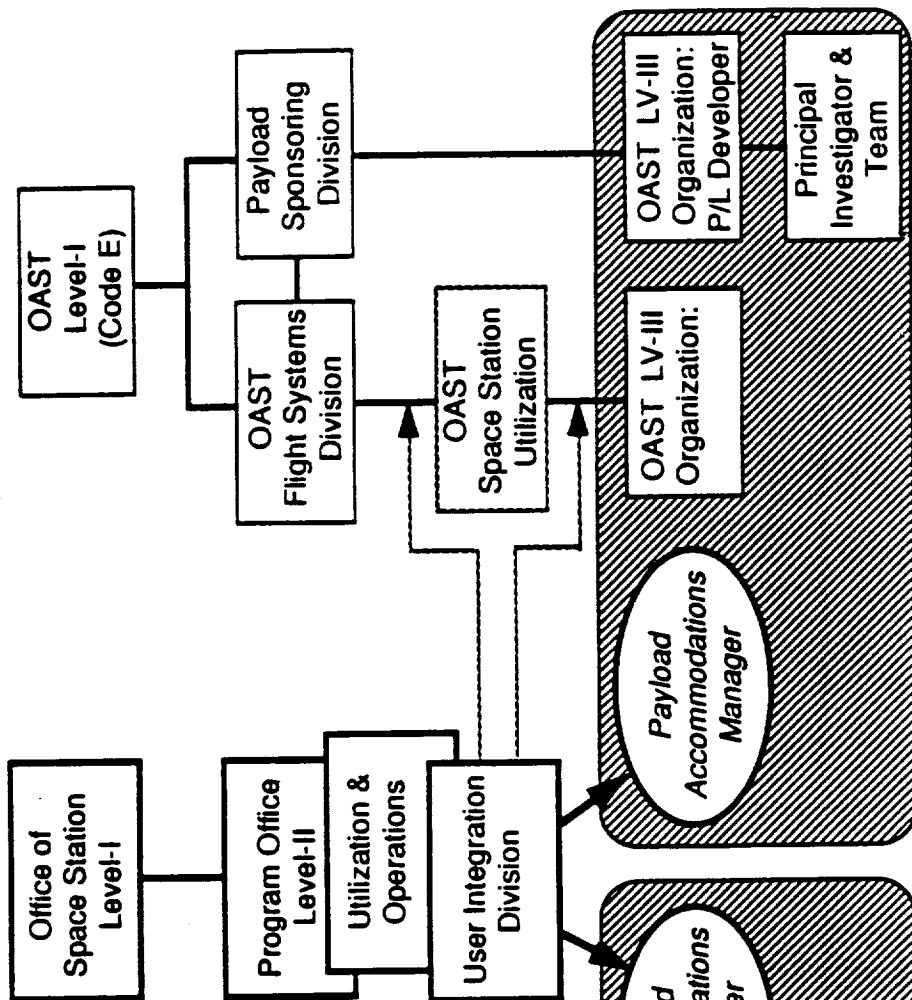 Office of
Space Station
Level-I
Program Office
Level-II
Utilization &
Operations
User Integration
Division
Payload
Accommodations
Manager
OAST
Level-I
(Code E)
OAST
Flight Systems
Division
Payload
Sponsoring
Division
OAST
Space Station
Utilization
OAST LV-III
Organization:
OAST LV-III
Organization:
P/L Developer
Principal
Investigator &
Team